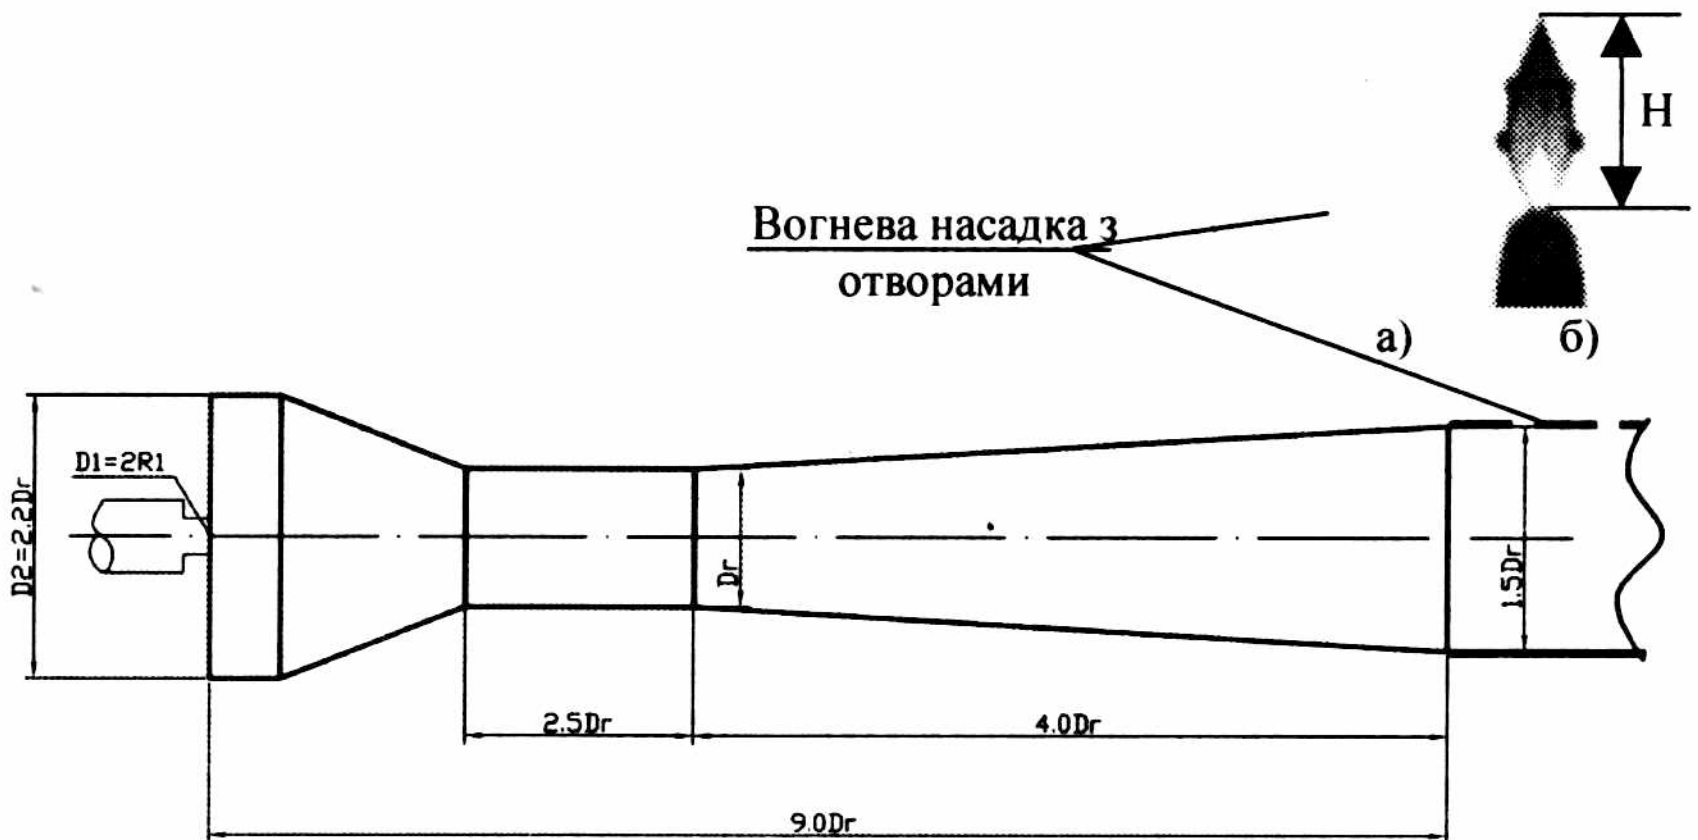 H
Вогнева насадка з
отворами
а)
б)
D1=2R1
D2=2.2Dr
Dr
1.5Dr
2.5Dr
4.0Dr
9.0Dr